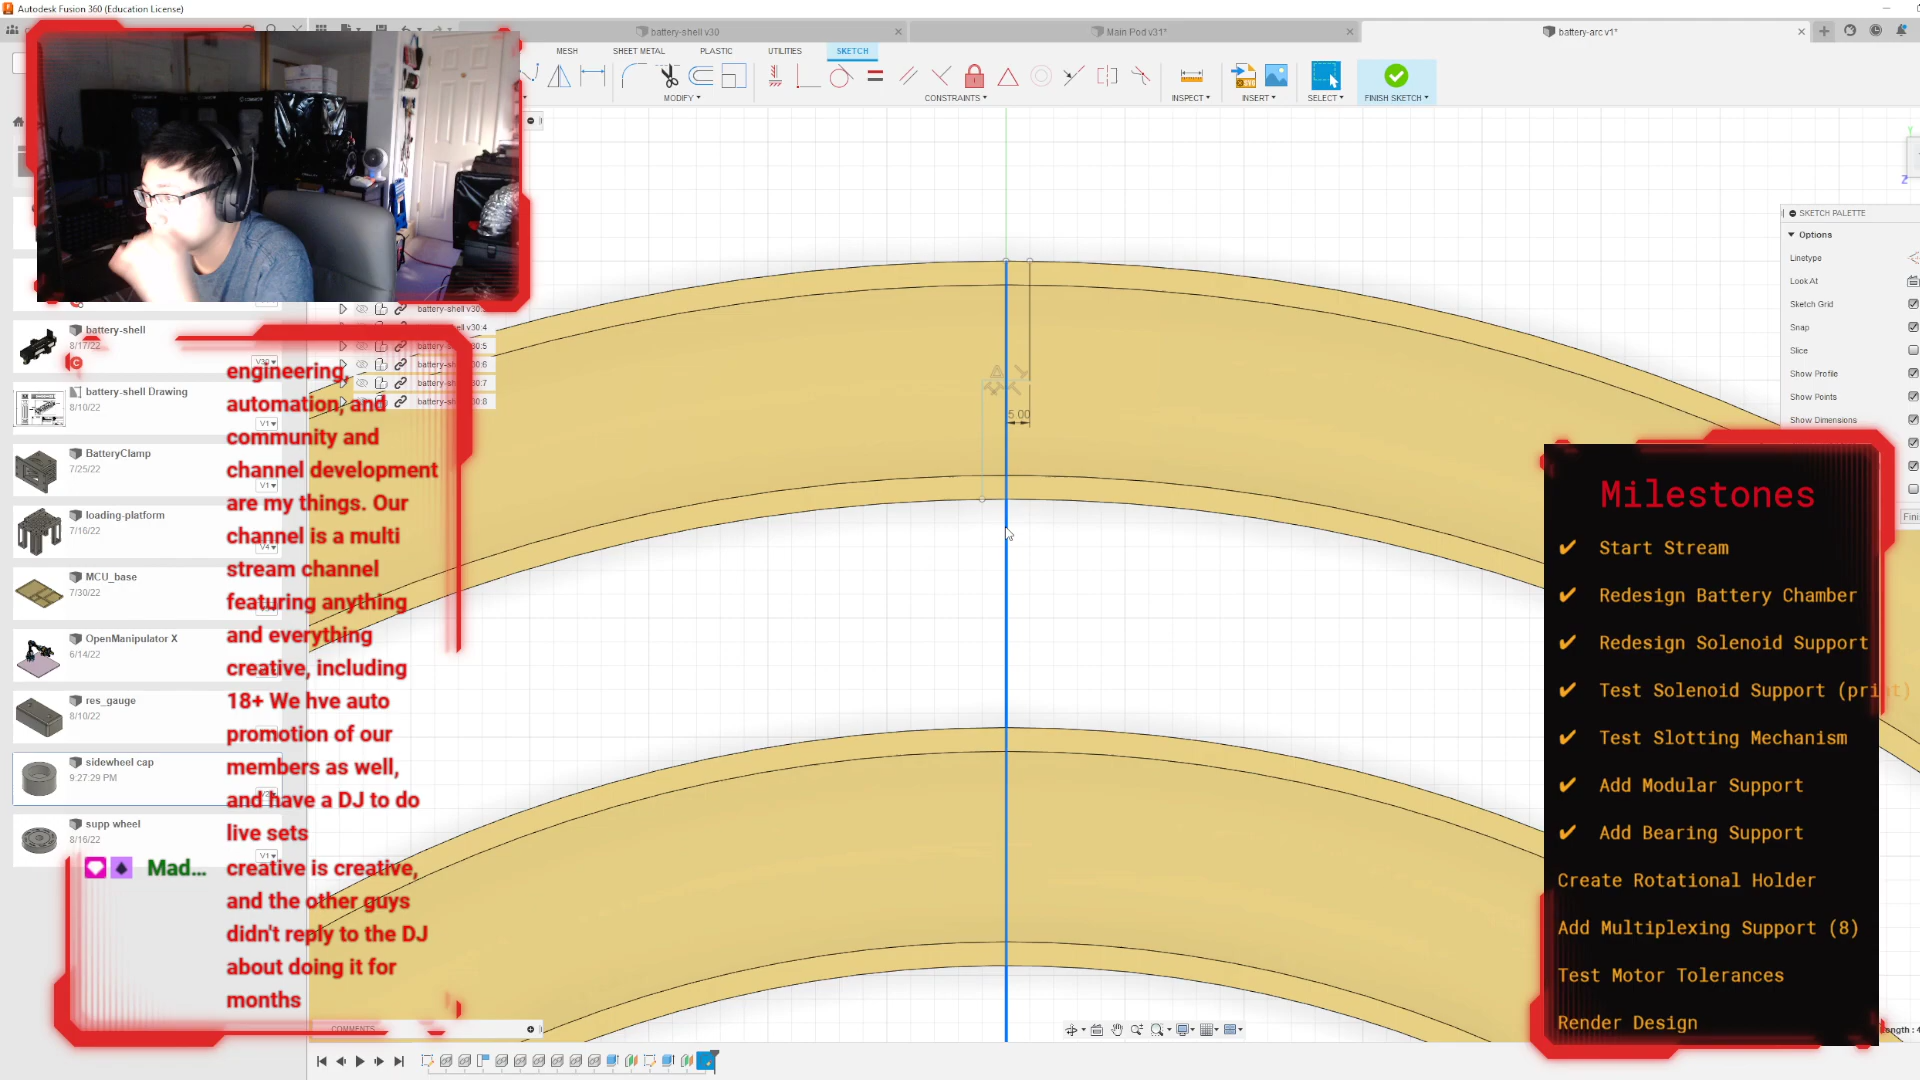 Autodesk Fusion 360 (Education License)
battery-shell v30
Main Pod v31*
battery-arc v1*
MESH
SHEET METAL
PLASTIC
UTILITIES
SKETCH
MODIFY
CONSTRAINTS
INSPECT
INSERT
SELECT
FINISH SKETCH
SKETCH PALETTE
Options
Linetype
Look At
Sketch Grid
Snap
Slice
Show Profile
Show Points
Show Dimensions
5.00
battery-shell
8/17/22
V30
battery-shell Drawing
8/10/22
V1
BatteryClamp
7/25/22
V1
loading-platform
7/16/22
V4
MCU_base
7/30/22
OpenManipulator X
6/14/22
res_gauge
8/10/22
sidewheel cap
9:27:29 PM
supp wheel
8/16/22
V1
engineering,
automation, and
community and
channel development
are my things. Our
channel is a multi
stream channel
featuring anything
and everything
creative, including
18+ We hve auto
promotion of our
members as well,
and have a DJ to do
live sets
Mad... creative is creative,
and the other guys
didn't reply to the DJ
about doing it for
months
COMMENTS
Milestones
✔ Start Stream
✔ Redesign Battery Chamber
✔ Redesign Solenoid Support
✔ Test Solenoid Support (print)
✔ Test Slotting Mechanism
✔ Add Modular Support
✔ Add Bearing Support
Create Rotational Holder
Add Multiplexing Support (8)
Test Motor Tolerances
Render Design